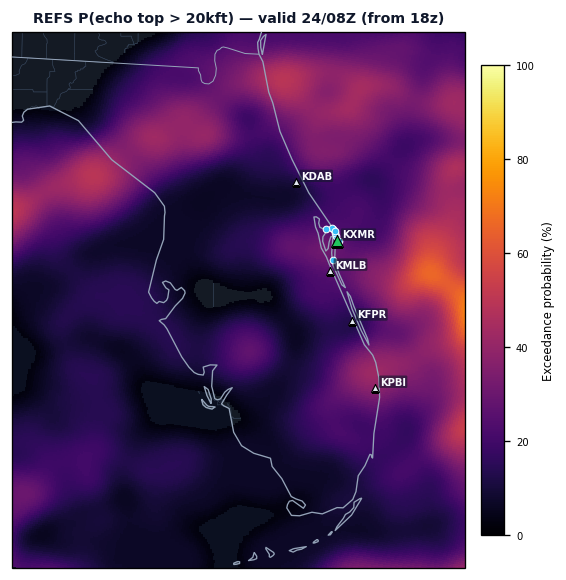 REFS P(echo top > 20kft) — valid 24/08Z (from 18z)
KDAB
KXMR
KMLB
KFPR
KPBI
100
80
60
40
20
0
Exceedance probability (%)